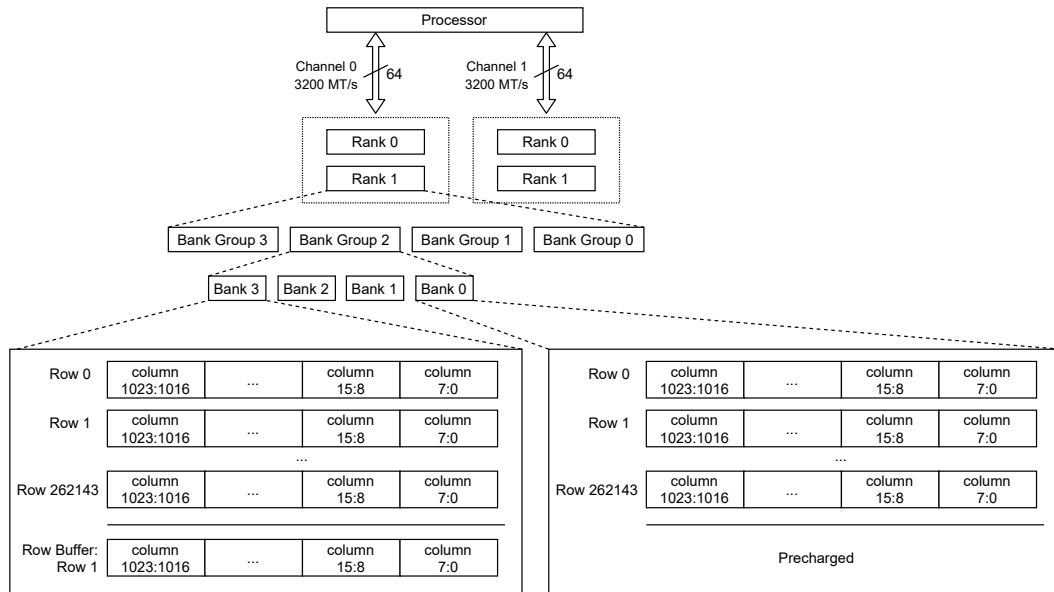 Processor
Channel 0
3200 MT/s
64
Channel 1
3200 MT/s
64
Rank 0
Rank 1
Rank 0
Rank 1
Bank Group 3
Bank Group 2
Bank Group 1
Bank Group 0
Bank 3
Bank 2
Bank 1
Bank 0
Row 0
column
1023:1016
...
column
15:8
column
7:0
Row 1
column
1023:1016
column
15:8
column
7:0
...
Row 262143
column
1023:1016
...
column
15:8
column
7:0
Row Buffer:
Row 1
column
1023:1016
...
column
15:8
column
7:0
Row 0
column
1023:1016
...
column
15:8
column
7:0
Row 1
column
1023:1016
column
15:8
column
7:0
...
Row 262143
column
1023:1016
...
column
15:8
column
7:0
Precharged